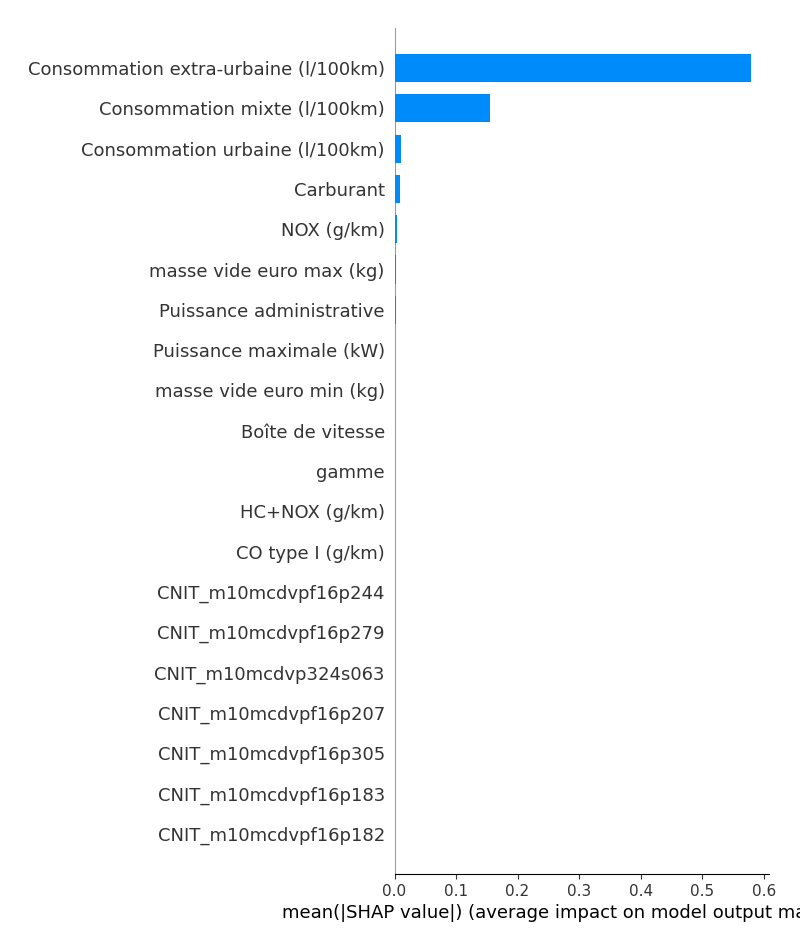 Consommation extra-urbaine (l/100km)
Consommation mixte (l/100km)
Consommation urbaine (l/100km)
Carburant
NOX (g/km)
masse vide euro max (kg)
Puissance administrative
Puissance maximale (kW)
masse vide euro min (kg)
Boîte de vitesse
gamme
HC+NOX (g/km)
CO type I (g/km)
CNIT_m10mcdvpf16p244
CNIT_m10mcdvpf16p279
CNIT_m10mcdvp324s063
CNIT_m10mcdvpf16p207
CNIT_m10mcdvpf16p305
CNIT_m10mcdvpf16p183
CNIT_m10mcdvpf16p182
0.0 0.1 0.2 0.3 0.4 0.5 0.6
mean(|SHAP value|) (average impact on model output